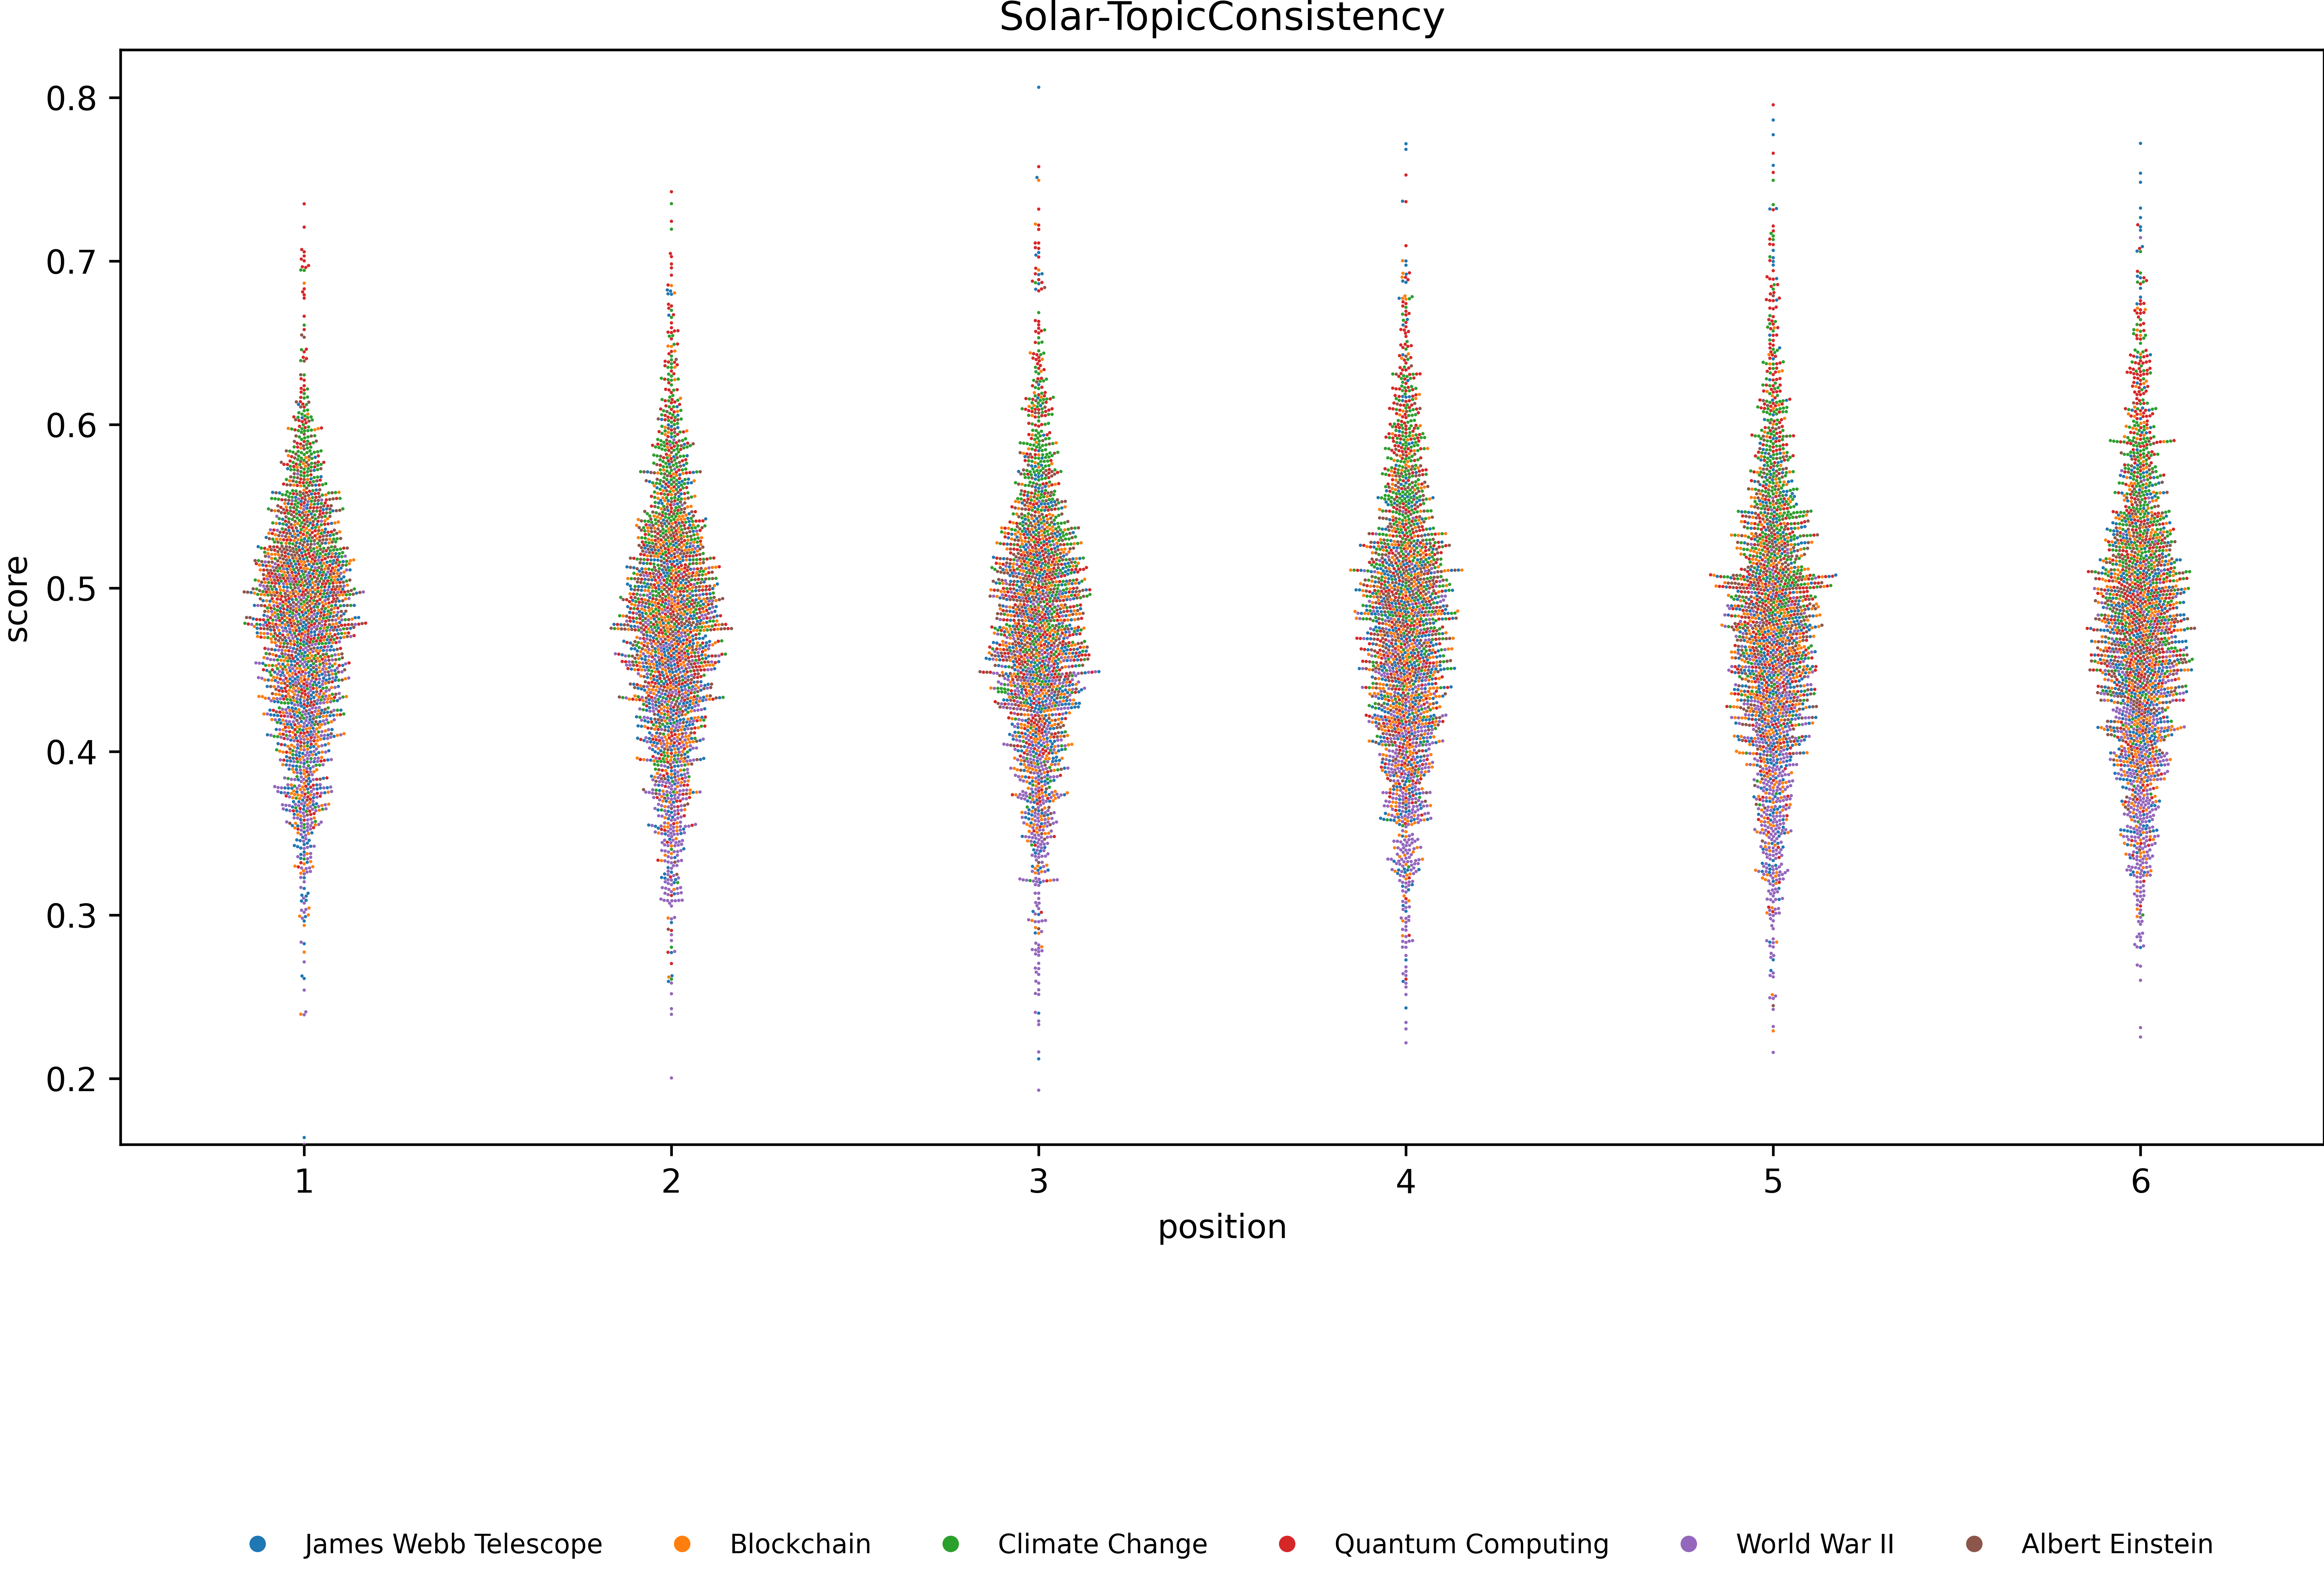 Solar-TopicConsistency
0.8
0.7
0.6
0.5
0.4
0.3
0.2
score
1 2 3 4 5 6
position
James Webb Telescope Blockchain Climate Change Quantum Computing World War II Albert Einstein